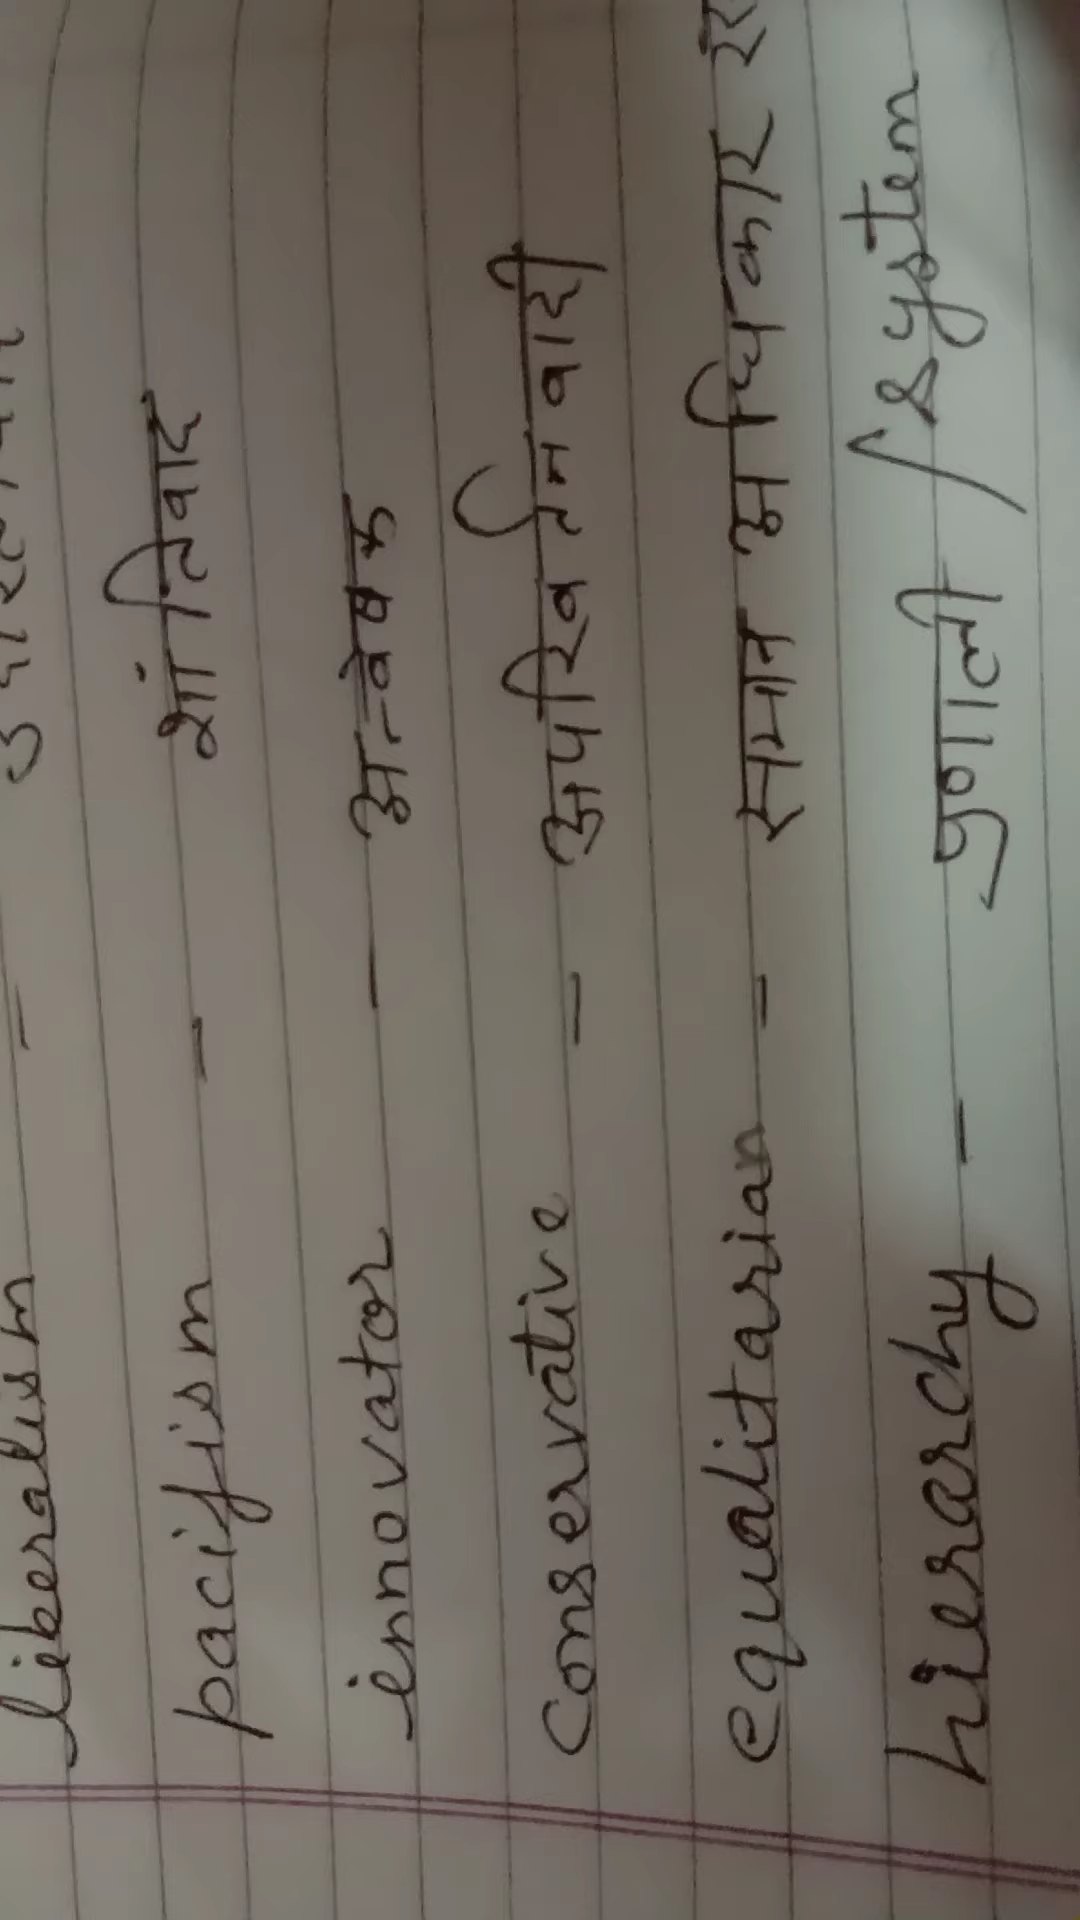 liberalism -
pacifism - शांतिवाद
innovator - अन्वेषक
conservative - अपरिवर्तनवादी
equalitarian - समान अधिकार
hierarchy - प्रणाली / system